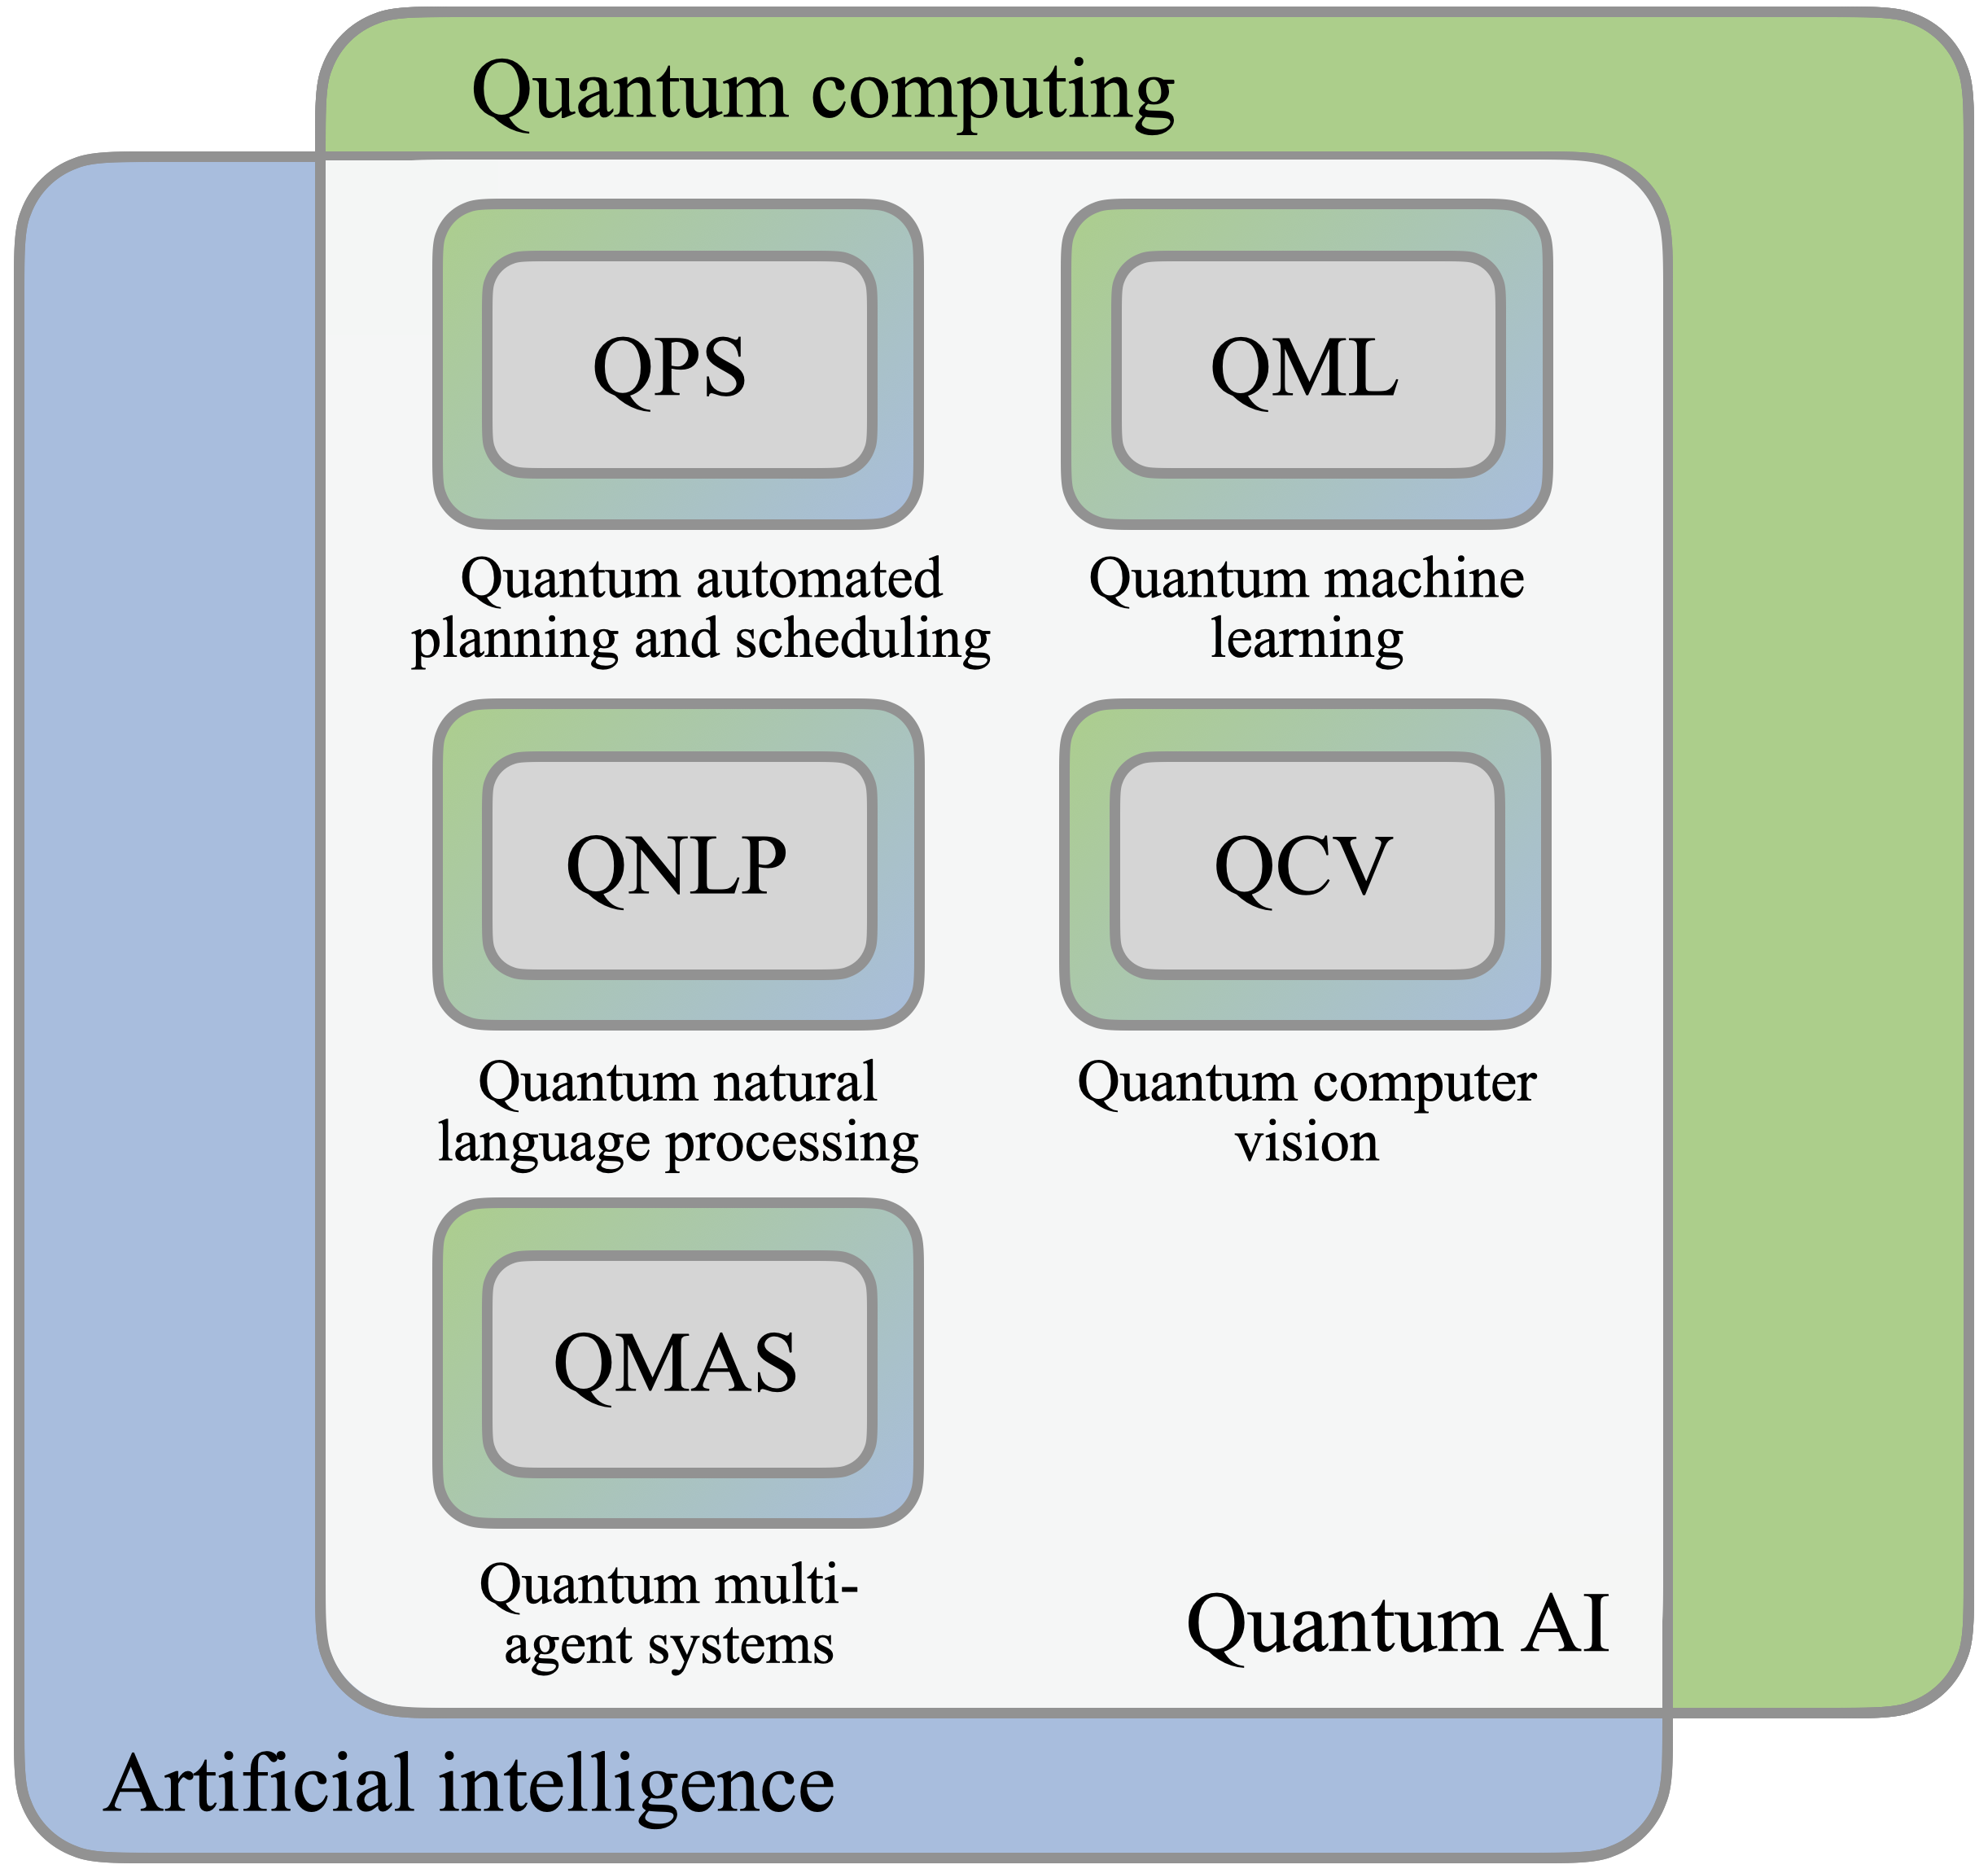 Quantum computing
QPS
QML
Quantum automated
planning and scheduling
Quantum machine
learning
QNLP
QCV
Quantum natural
language processing
Quantum computer
vision
QMAS
Quantum multi-
agent systems
Quantum AI
Artificial intelligence